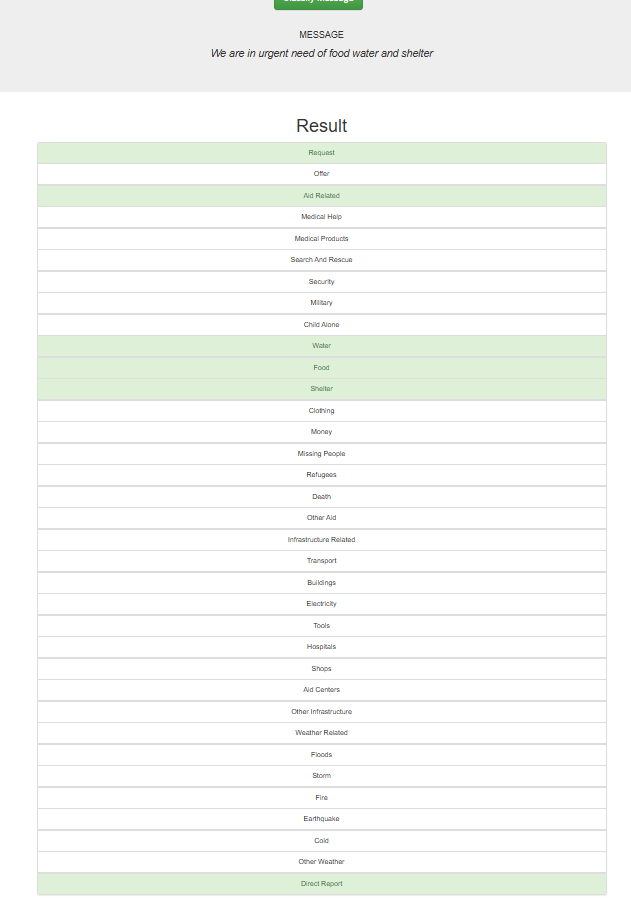 Classify Message
MESSAGE
We are in urgent need of food water and shelter
Result
Request
Offer
Aid Related
Medical Help
Medical Products
Search And Rescue
Security
Military
Child Alone
Water
Food
Shelter
Clothing
Money
Missing People
Refugees
Death
Other Aid
Infrastructure Related
Transport
Buildings
Electricity
Tools
Hospitals
Shops
Aid Centers
Other Infrastructure
Weather Related
Floods
Storm
Fire
Earthquake
Cold
Other Weather
Direct Report